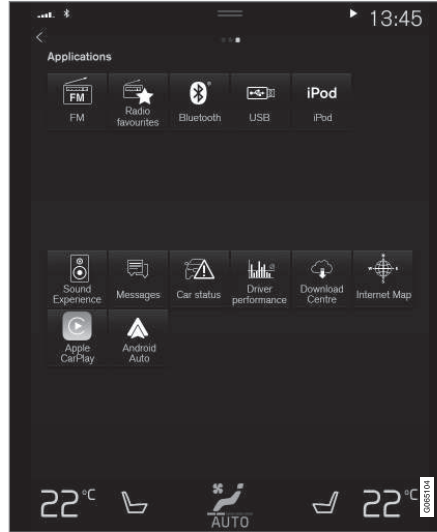 13:45
Applications
FM
FM
Radio
favourites
Bluetooth
USB
iPod
iPod
Sound
Experience
Messages
Car status
Driver
performance
Download
Centre
Internet Map
Apple
CarPlay
Android
Auto
22°C
AUTO
22°C
G065104